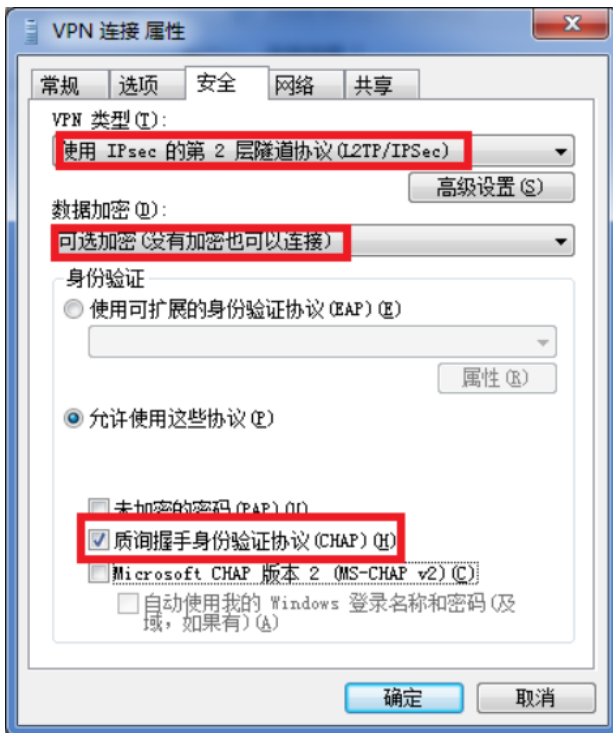 VPN 连接 属性
常规 选项 安全 网络 共享
VPN 类型(T):
使用 IPsec 的第 2 层隧道协议(L2TP/IPSec)
高级设置(S)
数据加密(D):
可选加密(没有加密也可以连接)
身份验证
使用可扩展的身份验证协议(EAP)(E)
属性(R)
允许使用这些协议(P)
未加密的密码(PAP)(U)
质询握手身份验证协议(CHAP)(H)
Microsoft CHAP 版本 2 (MS-CHAP v2)(C)
自动使用我的 Windows 登录名称和密码(及
域，如果有)(A)
确定 取消